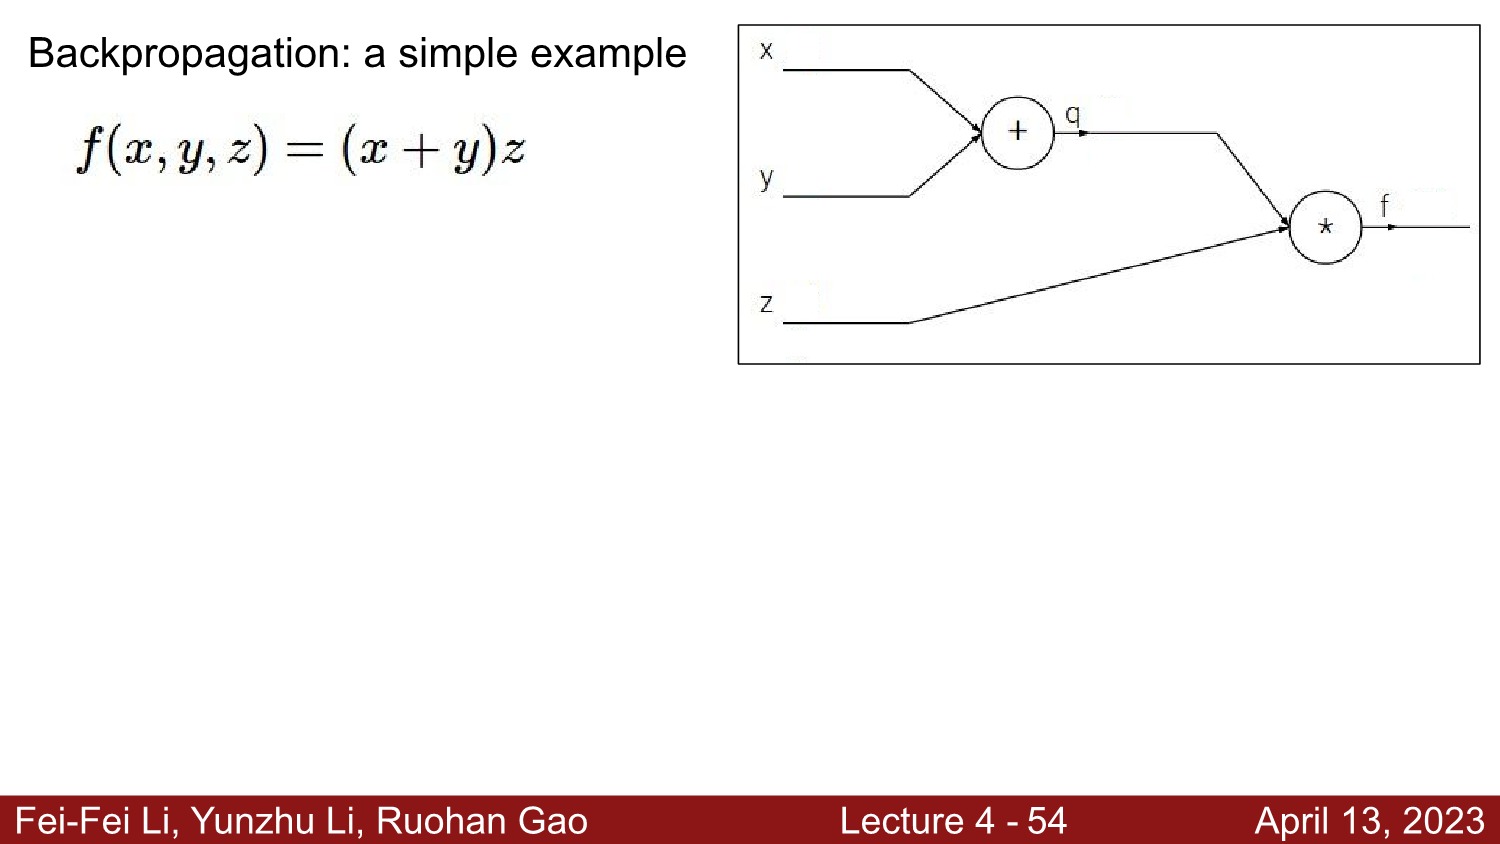 Backpropagation: a simple example
f(x, y, z) = (x + y)z
x
y
z
+
q
*
f
Fei-Fei Li, Yunzhu Li, Ruohan Gao
Lecture 4 - 54
April 13, 2023